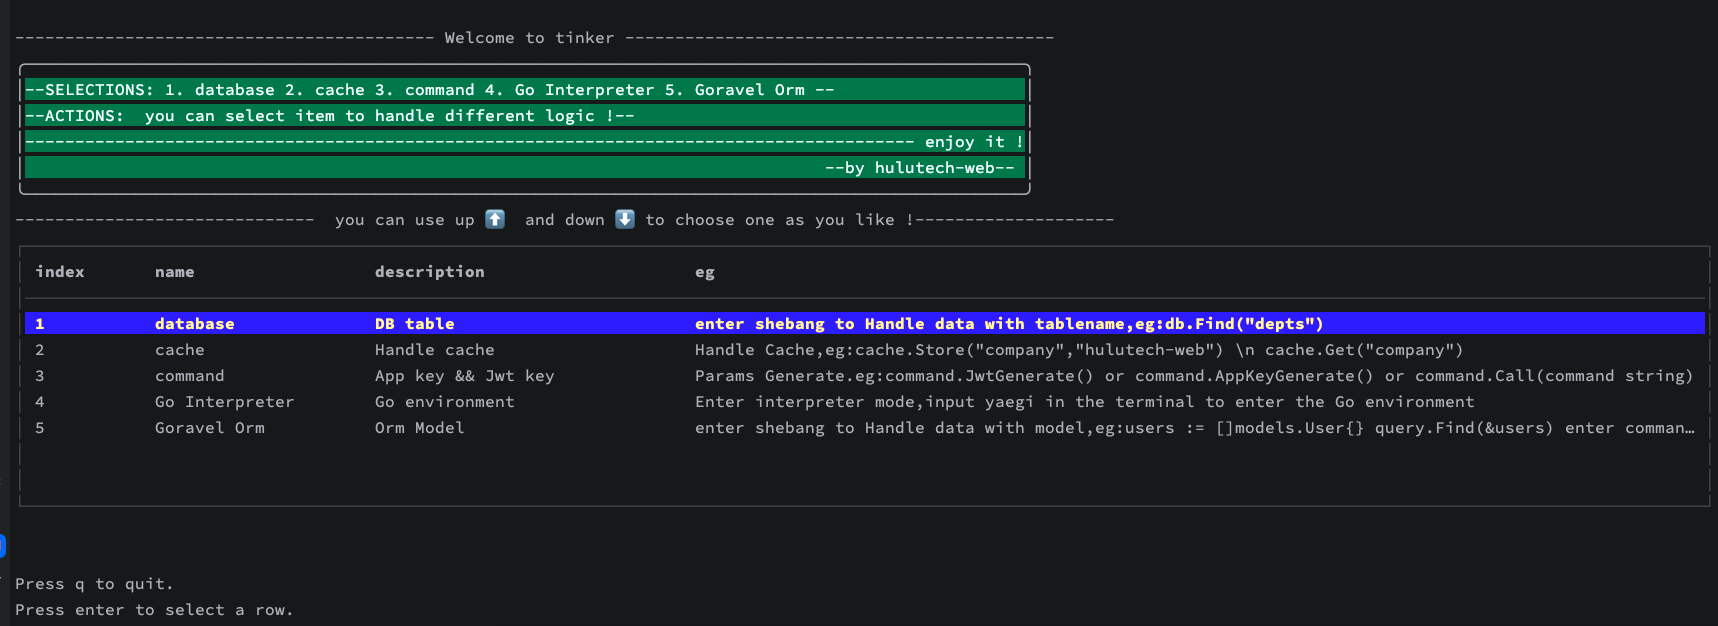 ------------------------------------------ Welcome to tinker -------------------------------------------
--SELECTIONS: 1. database 2. cache 3. command 4. Go Interpreter 5. Goravel Orm --
--ACTIONS:  you can select item to handle different logic !--
----------------------------------------------------------------------------------------- enjoy it !
--by hulutech-web--
------------------------------  you can use up ⬆️  and down ⬇️ to choose one as you like !--------------------
index name description eg
1 database DB table enter shebang to Handle data with tablename,eg:db.Find("depts")
2 cache Handle cache Handle Cache,eg:cache.Store("company","hulutech-web") \n cache.Get("company")
3 command App key && Jwt key Params Generate.eg:command.JwtGenerate() or command.AppKeyGenerate() or command.Call(command string)
4 Go Interpreter Go environment Enter interpreter mode,input yaegi in the terminal to enter the Go environment
5 Goravel Orm Orm Model enter shebang to Handle data with model,eg:users := []models.User{} query.Find(&users) enter comman…
Press q to quit.
Press enter to select a row.